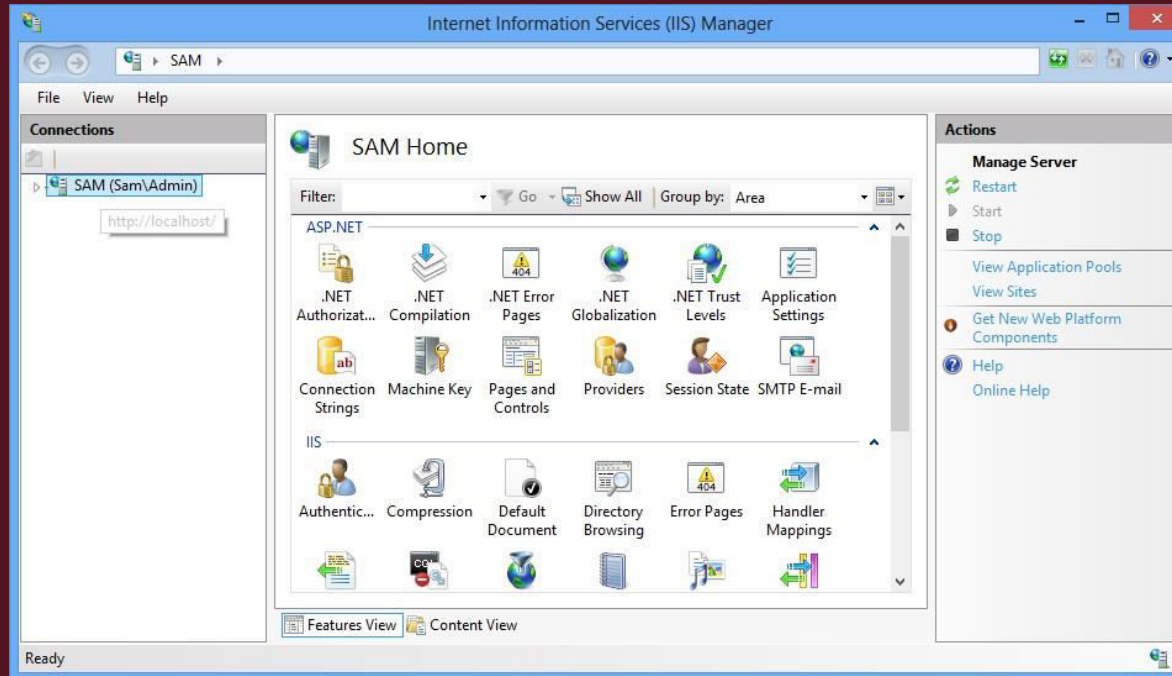 Internet Information Services (IIS) Manager
SAM
File View Help
Connections
SAM (Sam\Admin)
http://localhost/
SAM Home
Filter: Go Show All Group by: Area
ASP.NET
.NET Authorizat...
.NET Compilation
404
.NET Error Pages
.NET Globalization
.NET Trust Levels
Application Settings
ab
Connection Strings
Machine Key
Pages and Controls
Providers
Session State
SMTP E-mail
IIS
Authentic...
Compression
Default Document
Directory Browsing
404
Error Pages
Handler Mappings
Features View Content View
Actions
Manage Server
Restart
Start
Stop
View Application Pools
View Sites
Get New Web Platform
Components
Help
Online Help
Ready